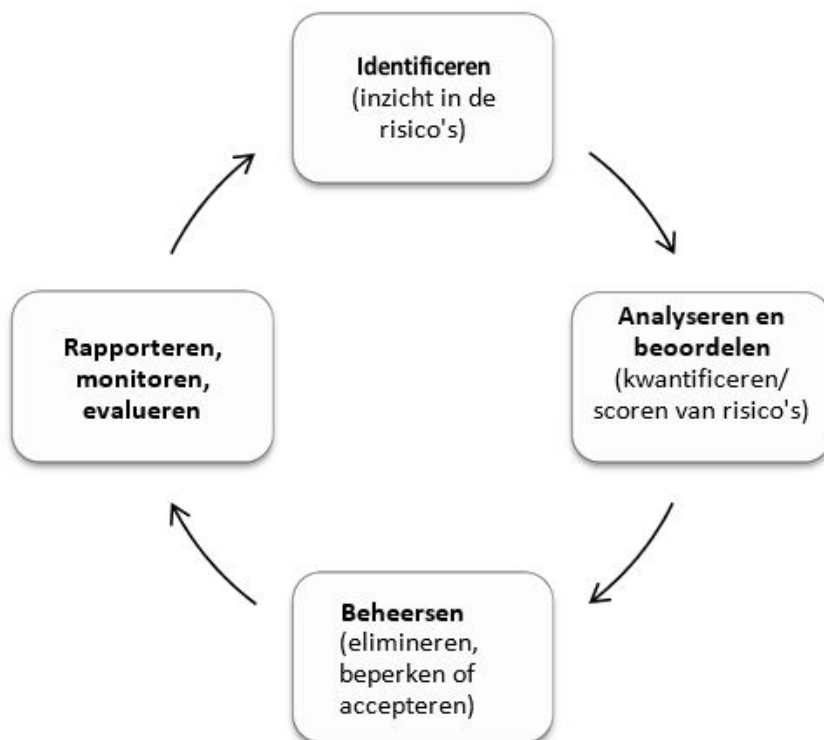 Identificeren
(inzicht in de
risico's)
Analyseren en
beoordelen
(kwantificeren/
scoren van risico's)
Beheersen
(elimineren,
beperken of
accepteren)
Rapporteren,
monitoren,
evalueren